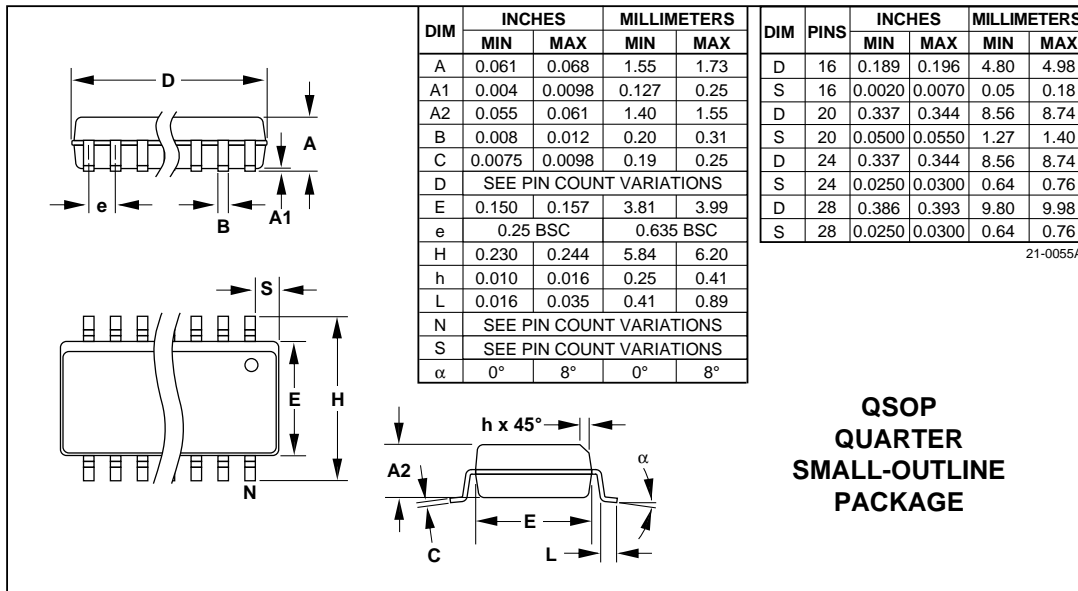 D
A
e
B
A1
S
E
H
N
DIM INCHES MILLIMETERS
MIN MAX MIN MAX
A 0.061 0.068 1.55 1.73
A1 0.004 0.0098 0.127 0.25
A2 0.055 0.061 1.40 1.55
B 0.008 0.012 0.20 0.31
C 0.0075 0.0098 0.19 0.25
D SEE PIN COUNT VARIATIONS
E 0.150 0.157 3.81 3.99
e 0.25 BSC 0.635 BSC
H 0.230 0.244 5.84 6.20
h 0.010 0.016 0.25 0.41
L 0.016 0.035 0.41 0.89
N SEE PIN COUNT VARIATIONS
S SEE PIN COUNT VARIATIONS
α 0° 8° 0° 8°
DIM PINS INCHES MILLIMETERS
MIN MAX MIN MAX
D 16 0.189 0.196 4.80 4.98
S 16 0.0020 0.0070 0.05 0.18
D 20 0.337 0.344 8.56 8.74
S 20 0.0500 0.0550 1.27 1.40
D 24 0.337 0.344 8.56 8.74
S 24 0.0250 0.0300 0.64 0.76
D 28 0.386 0.393 9.80 9.98
S 28 0.0250 0.0300 0.64 0.76
21-0055A
h x 45°
A2
α
E
C
L
QSOP
QUARTER
SMALL-OUTLINE
PACKAGE